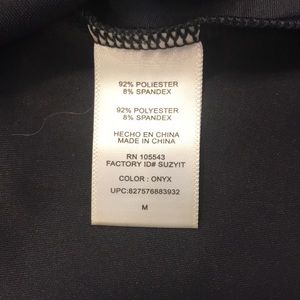 92% POLIESTER
8% SPANDEX
92% POLYESTER
8% SPANDEX
HECHO EN CHINA
MADE IN CHINA
RN 105543
FACTORY ID# SUZYIT
COLOR : ONYX
UPC:827576883932
M